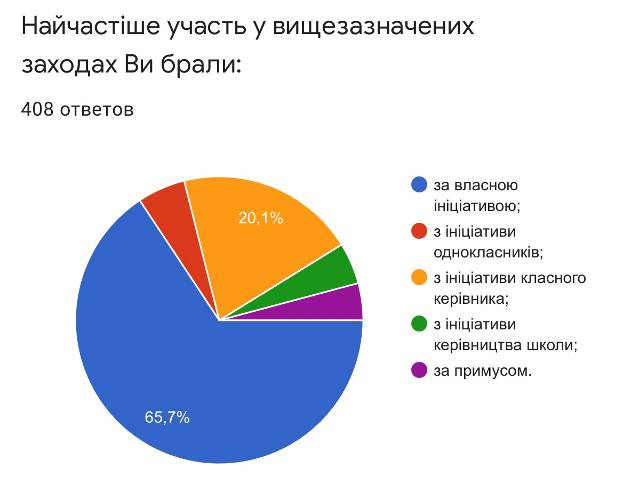 Найчастіше участь у вищезазначених
заходах Ви брали:
408 ответов
20,1%
65,7%
за власною
ініціативою;
з ініціативи
однокласників;
з ініціативи класного
керівника;
з ініціативи
керівництва школи;
за примусом.